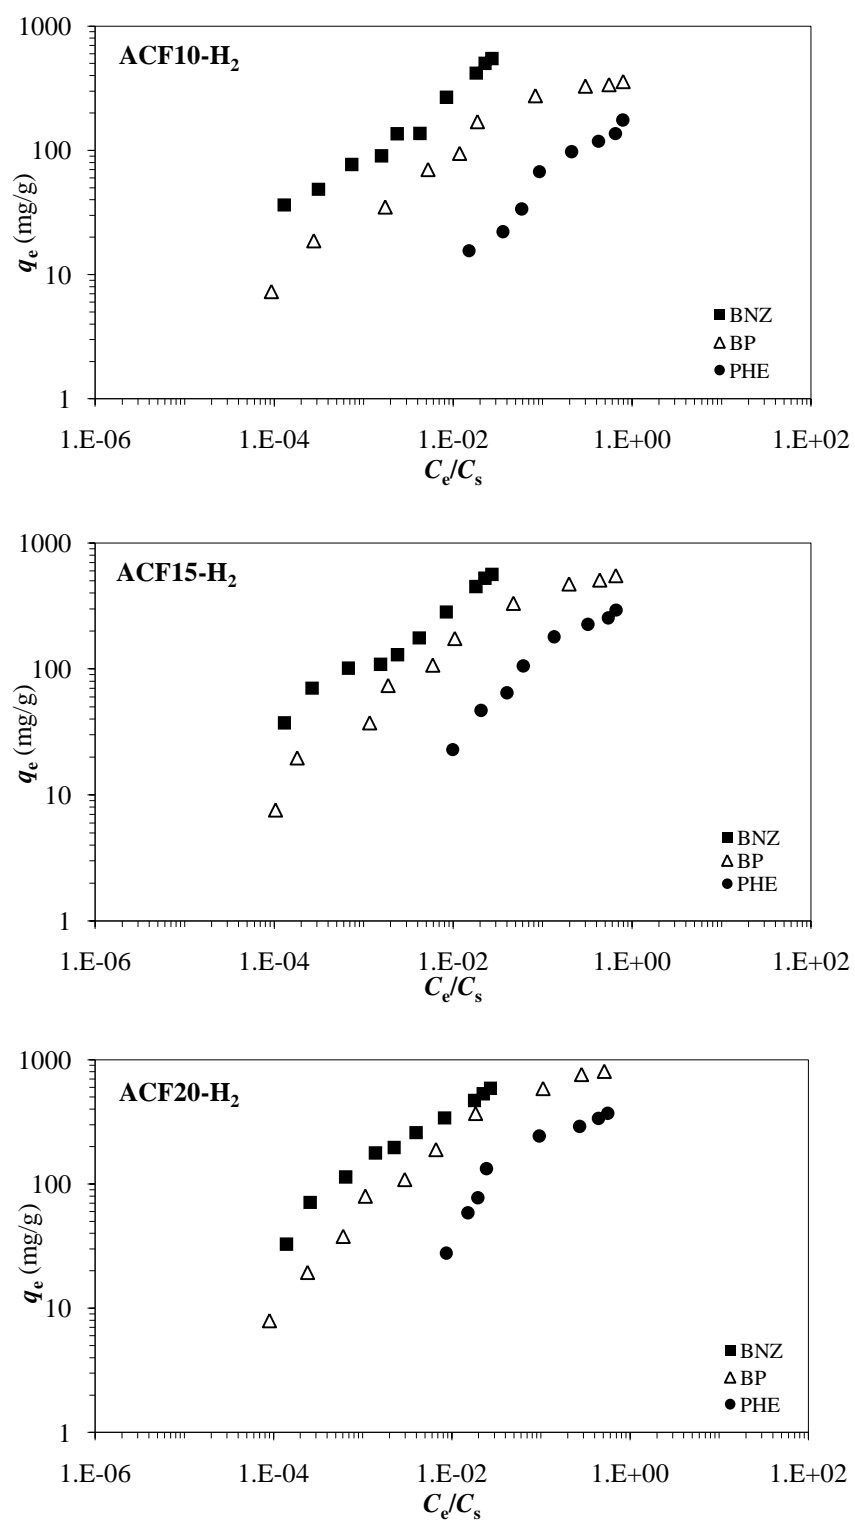 ACF10-H₂
1000
100
10
1
qₑ (mg/g)
BNZ
BP
PHE
1.E-06 1.E-04 1.E-02 1.E+00 1.E+02
Cₑ/Cₛ
ACF15-H₂
1000
100
10
1
qₑ (mg/g)
BNZ
BP
PHE
1.E-06 1.E-04 1.E-02 1.E+00 1.E+02
Cₑ/Cₛ
ACF20-H₂
1000
100
10
1
qₑ (mg/g)
BNZ
BP
PHE
1.E-06 1.E-04 1.E-02 1.E+00 1.E+02
Cₑ/Cₛ